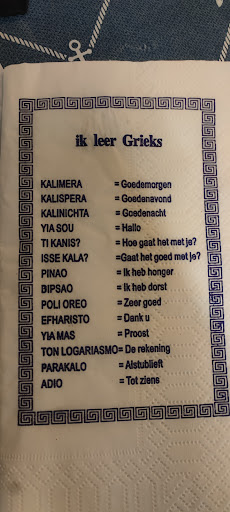 ik leer Grieks
KALIMERA = Goedemorgen
KALISPERA = Goedenavond
KALINICHTA = Goedenacht
YIA SOU = Hallo
TI KANIS? = Hoe gaat het met je?
ISSE KALA? =Gaat het goed met je?
PINAO = Ik heb honger
BIPSAO = Ik heb dorst
POLI OREO = Zeer goed
EFHARISTO = Dank u
YIA MAS = Proost
TON LOGARIASMO= De rekening
PARAKALO = Alstublieft
ADIO = Tot ziens